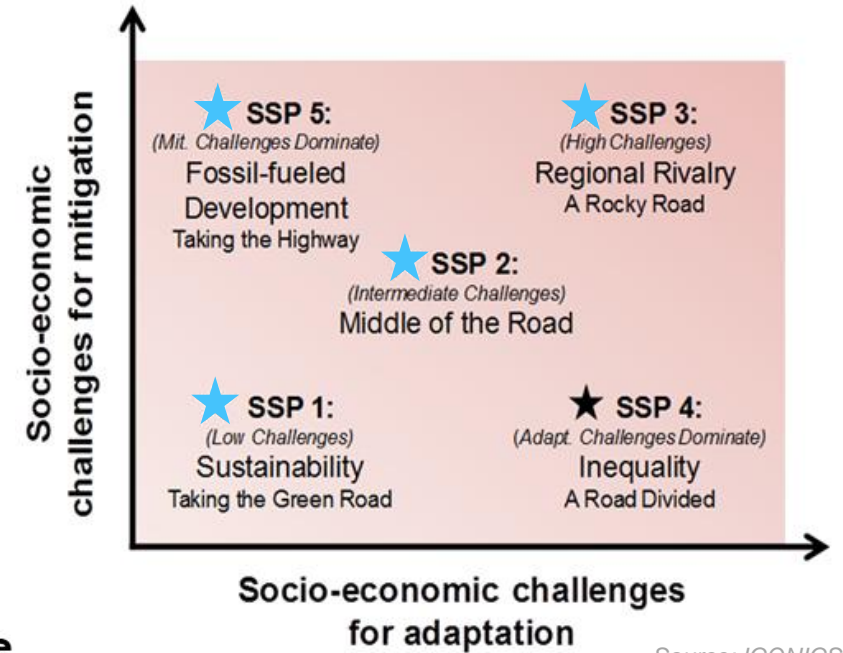 Socio-economic
challenges for mitigation
SSP 5:
(Mit. Challenges Dominate)
Fossil-fueled
Development
Taking the Highway
SSP 3:
(High Challenges)
Regional Rivalry
A Rocky Road
SSP 2:
(Intermediate Challenges)
Middle of the Road
SSP 1:
(Low Challenges)
Sustainability
Taking the Green Road
SSP 4:
(Adapt. Challenges Dominate)
Inequality
A Road Divided
Socio-economic challenges
for adaptation